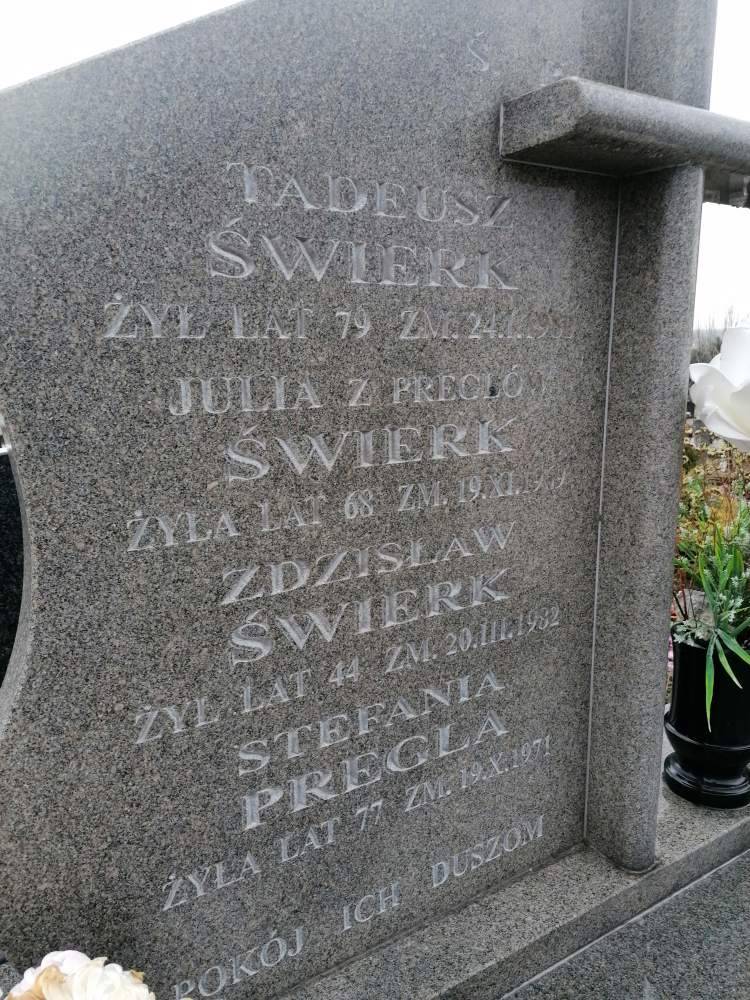 Ś
TADEUSZ
ŚWIERK
ŻYŁ LAT 79 ZM.
JULIA Z PREGLÓW
ŚWIERK
ŻYŁA LAT 68 ZM.
ZDZISŁAW
ŚWIERK
ŻYŁ LAT 44 ZM. 20.III.1982
STEFANIA
PREGLA
ŻYŁA LAT 77 ZM. 19.X.1971
POKÓJ ICH DUSZOM